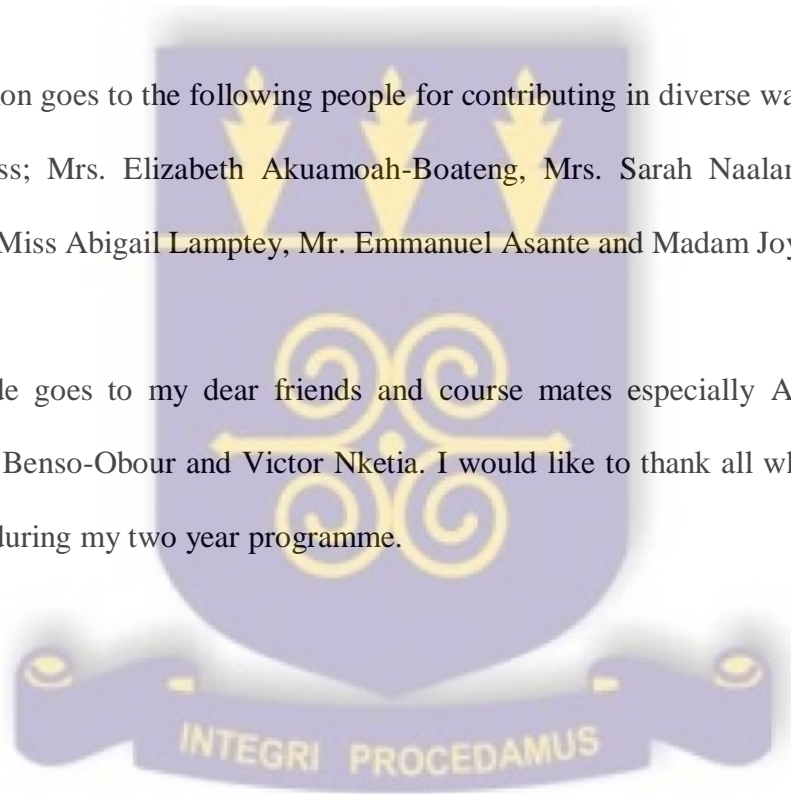 on goes to the following people for contributing in diverse wa
ss; Mrs. Elizabeth Akuamoah-Boateng, Mrs. Sarah Naalar
Miss Abigail Lamptey, Mr. Emmanuel Asante and Madam Joy
de goes to my dear friends and course mates especially A
Benso-Obour and Victor Nketia. I would like to thank all wh
during my two year programme.
INTEGRI PROCEDAMUS